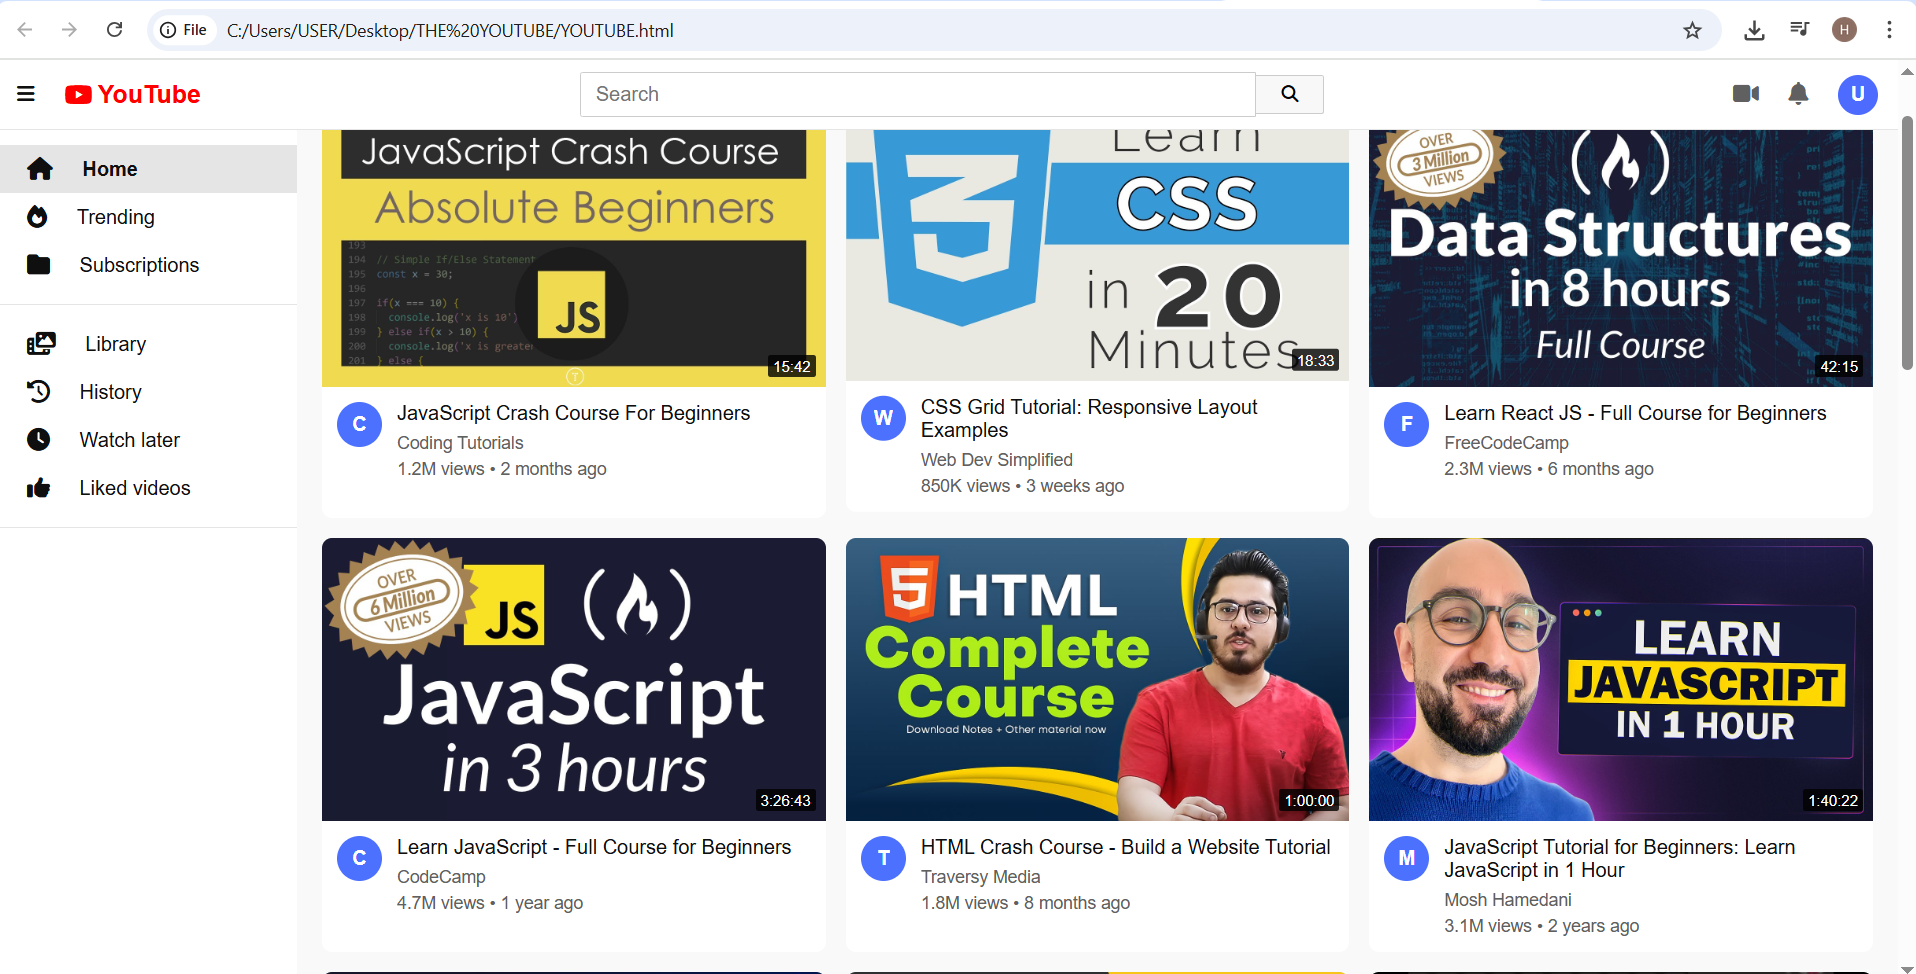 File
C:/Users/USER/Desktop/THE%20YOUTUBE/YOUTUBE.html
H
YouTube
Search
U
Home
Trending
Subscriptions
Library
History
Watch later
Liked videos
JavaScript Crash Course
Absolute Beginners
193
194 // Simple If/Else Statement
195 const x = 30;
196
197 if(x === 10) {
198 console.log('x is 10')
199 } else if(x > 10) {
200 console.log('x is greate
201 } else {
JS
T
15:42
C
JavaScript Crash Course For Beginners
Coding Tutorials
1.2M views • 2 months ago
3
Learn
CSS
in 20
Minutes
18:33
W
CSS Grid Tutorial: Responsive Layout
Examples
Web Dev Simplified
850K views • 3 weeks ago
OVER
3 Million
VIEWS
Data Structures
in 8 hours
Full Course
42:15
F
Learn React JS - Full Course for Beginners
FreeCodeCamp
2.3M views • 6 months ago
OVER
6 Million
VIEWS
JS
JavaScript
in 3 hours
3:26:43
C
Learn JavaScript - Full Course for Beginners
CodeCamp
4.7M views • 1 year ago
5 HTML
Complete
Course
Download Notes + Other material now
1:00:00
T
HTML Crash Course - Build a Website Tutorial
Traversy Media
1.8M views • 8 months ago
LEARN
JAVASCRIPT
IN 1 HOUR
1:40:22
M
JavaScript Tutorial for Beginners: Learn
JavaScript in 1 Hour
Mosh Hamedani
3.1M views • 2 years ago